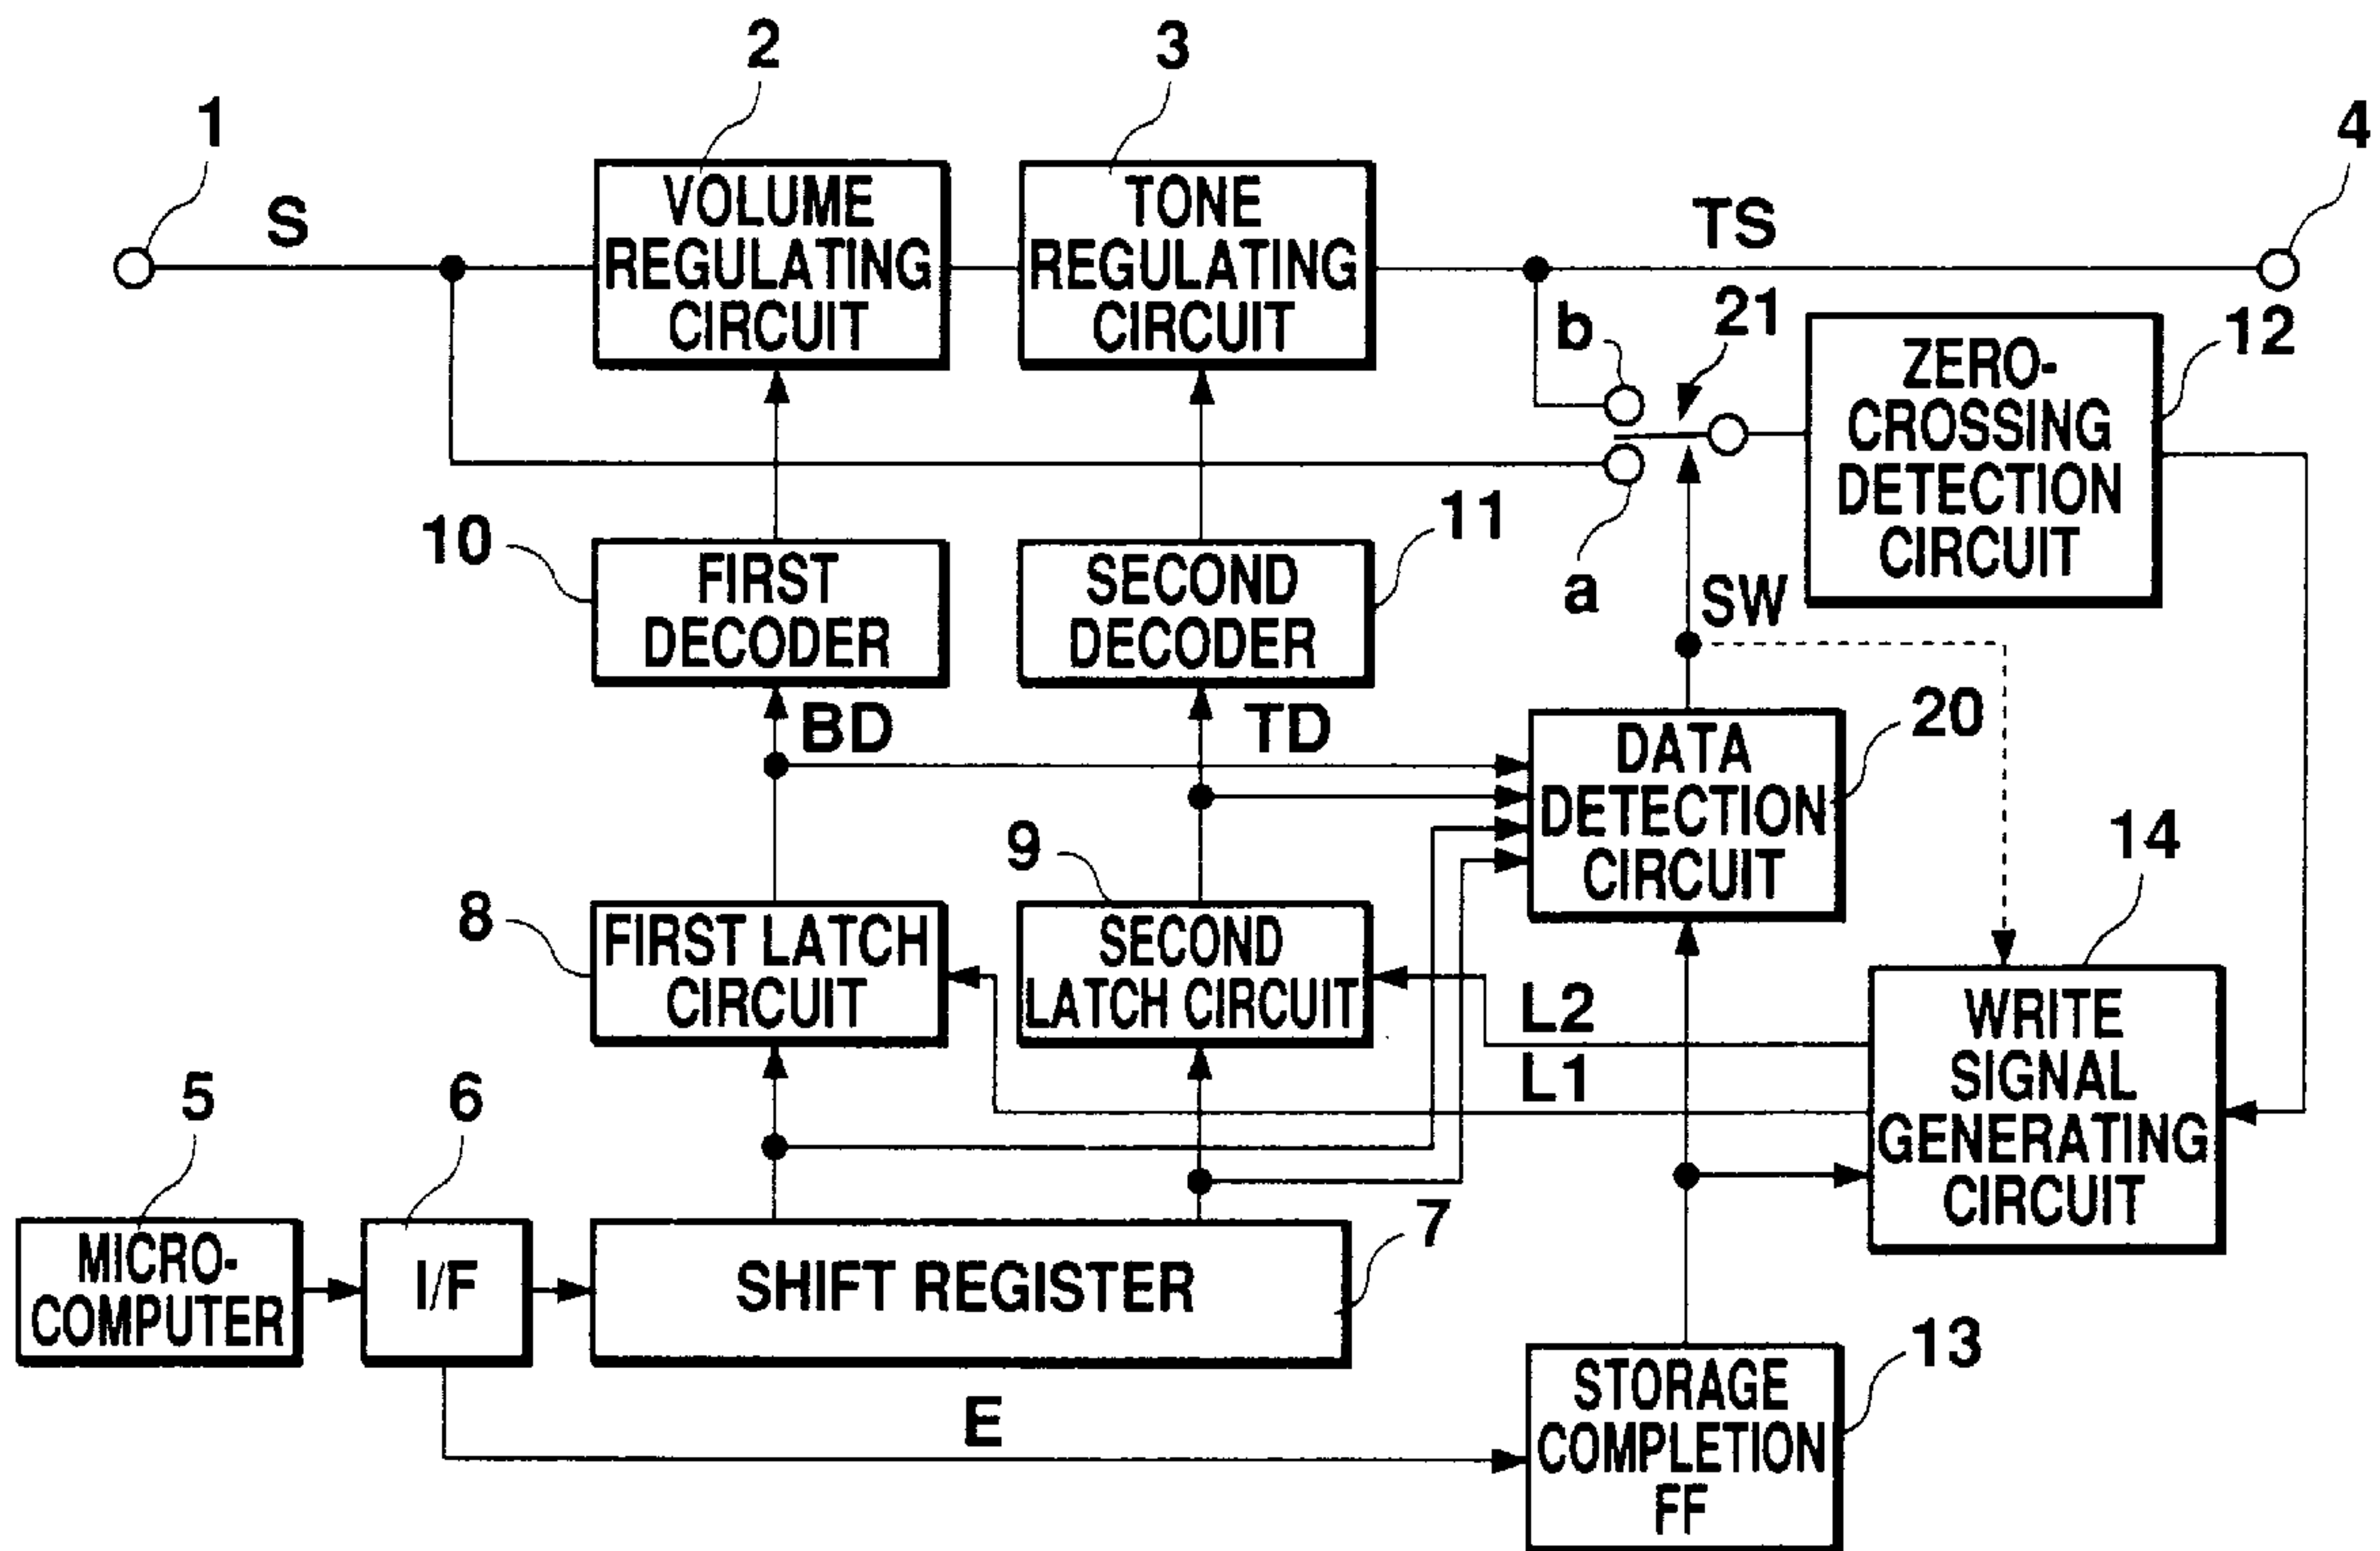 2
3
1
4
S
VOLUME
REGULATING
CIRCUIT
TONE
REGULATING
CIRCUIT
TS
b
21
12
ZERO-
CROSSING
DETECTION
CIRCUIT
a
SW
10
FIRST
DECODER
SECOND
DECODER
11
BD
TD
20
DATA
DETECTION
CIRCUIT
14
8
FIRST LATCH
CIRCUIT
9
SECOND
LATCH CIRCUIT
L2
L1
WRITE
SIGNAL
GENERATING
CIRCUIT
5
6
7
MICRO-
COMPUTER
I/F
SHIFT REGISTER
E
13
STORAGE
COMPLETION
FF